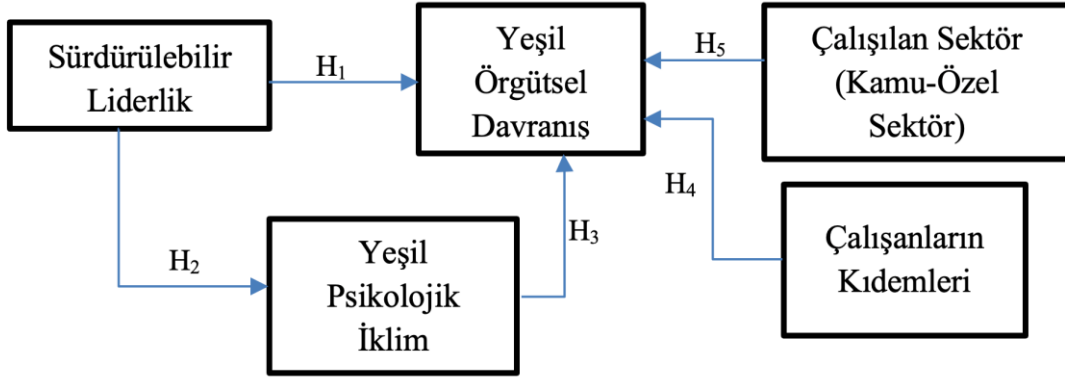 Sürdürülebilir
Liderlik
H₁
Yeşil
Örgütsel
Davranış
H₅
Çalışılan Sektör
(Kamu-Özel
Sektör)
H₂
Yeşil
Psikolojik
İklim
H₃
H₄
Çalışanların
Kıdemleri